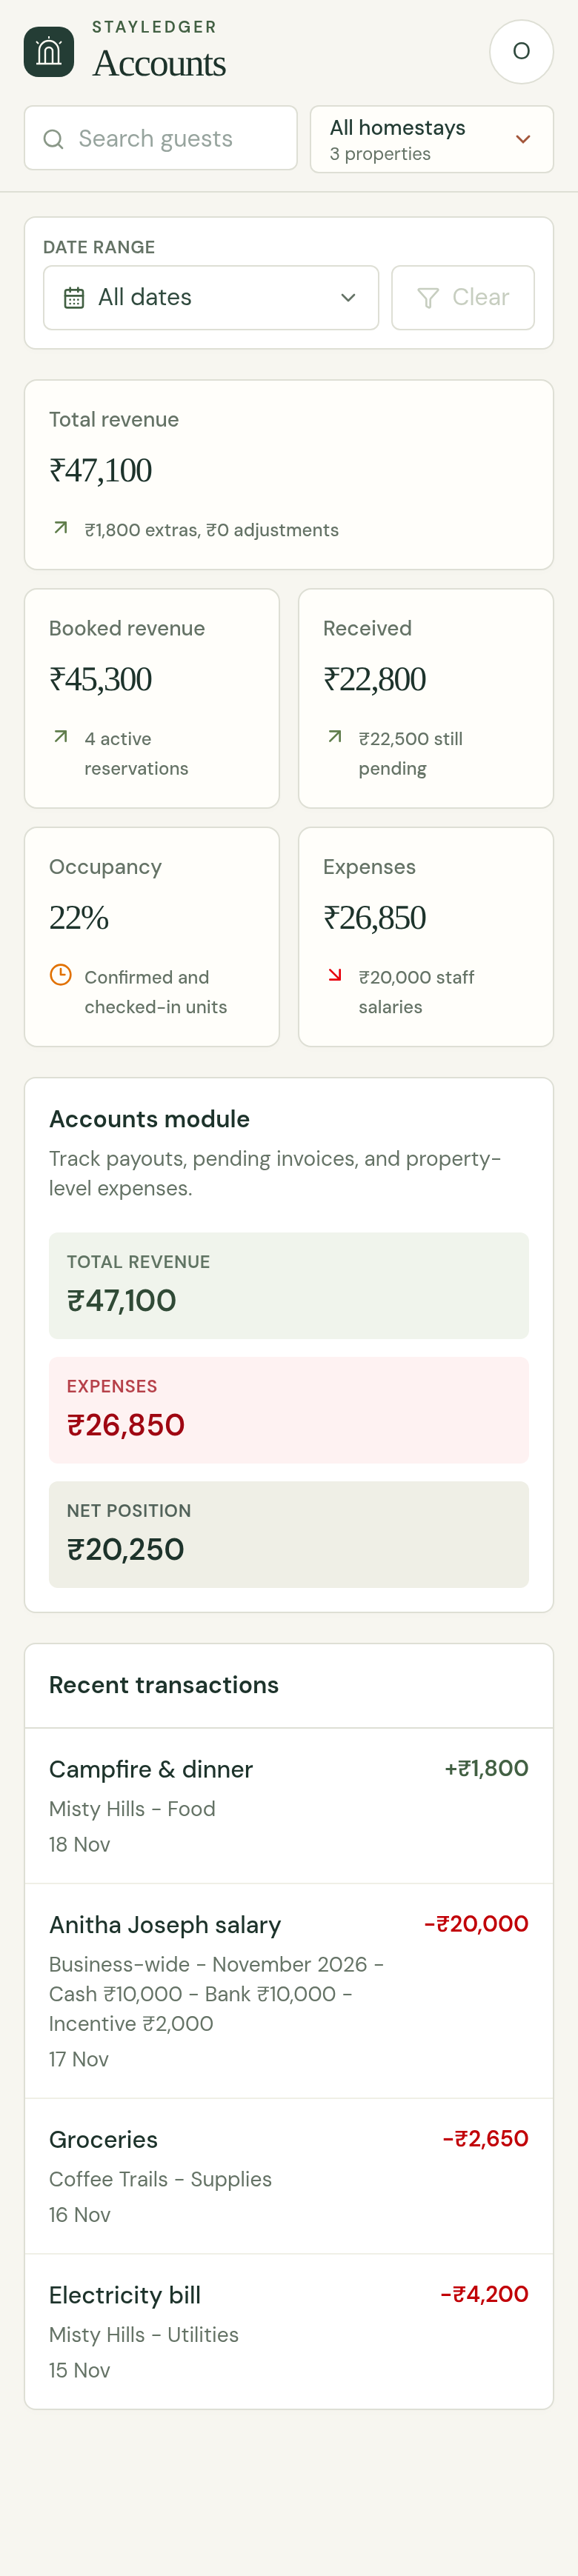 STAYLEDGER
Accounts
O
Search guests
All homestays
3 properties
DATE RANGE
All dates
Clear
Total revenue
₹47,100
₹1,800 extras, ₹0 adjustments
Booked revenue
₹45,300
4 active
reservations
Received
₹22,800
₹22,500 still
pending
Occupancy
22%
Confirmed and
checked-in units
Expenses
₹26,850
₹20,000 staff
salaries
Accounts module
Track payouts, pending invoices, and property-
level expenses.
TOTAL REVENUE
₹47,100
EXPENSES
₹26,850
NET POSITION
₹20,250
Recent transactions
Campfire & dinner
+₹1,800
Misty Hills - Food
18 Nov
Anitha Joseph salary
-₹20,000
Business-wide - November 2026 -
Cash ₹10,000 - Bank ₹10,000 -
Incentive ₹2,000
17 Nov
Groceries
-₹2,650
Coffee Trails - Supplies
16 Nov
Electricity bill
-₹4,200
Misty Hills - Utilities
15 Nov